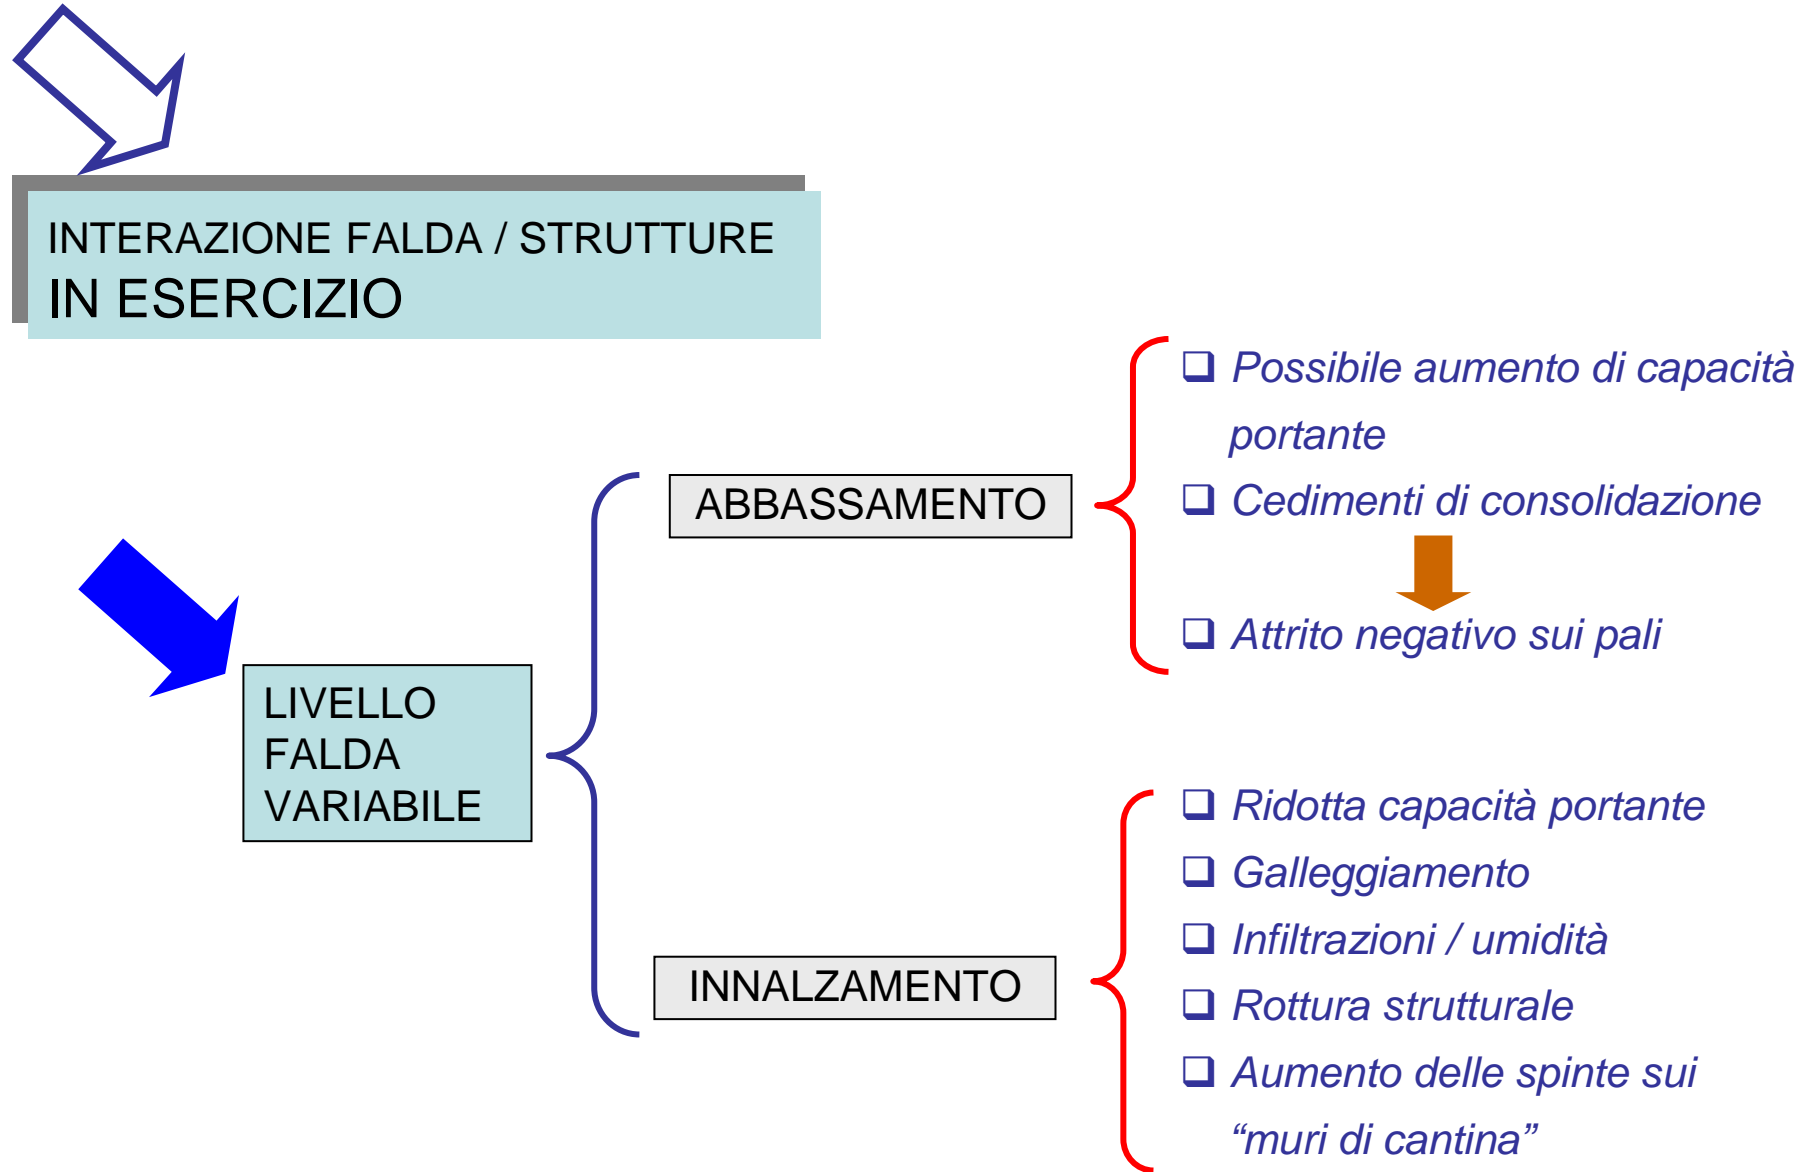 INTERAZIONE FALDA / STRUTTURE
IN ESERCIZIO
LIVELLO
FALDA
VARIABILE
ABBASSAMENTO
❑ Possibile aumento di capacità
portante
❑ Cedimenti di consolidazione
❑ Attrito negativo sui pali
INNALZAMENTO
❑ Ridotta capacità portante
❑ Galleggiamento
❑ Infiltrazioni / umidità
❑ Rottura strutturale
❑ Aumento delle spinte sui
“muri di cantina”